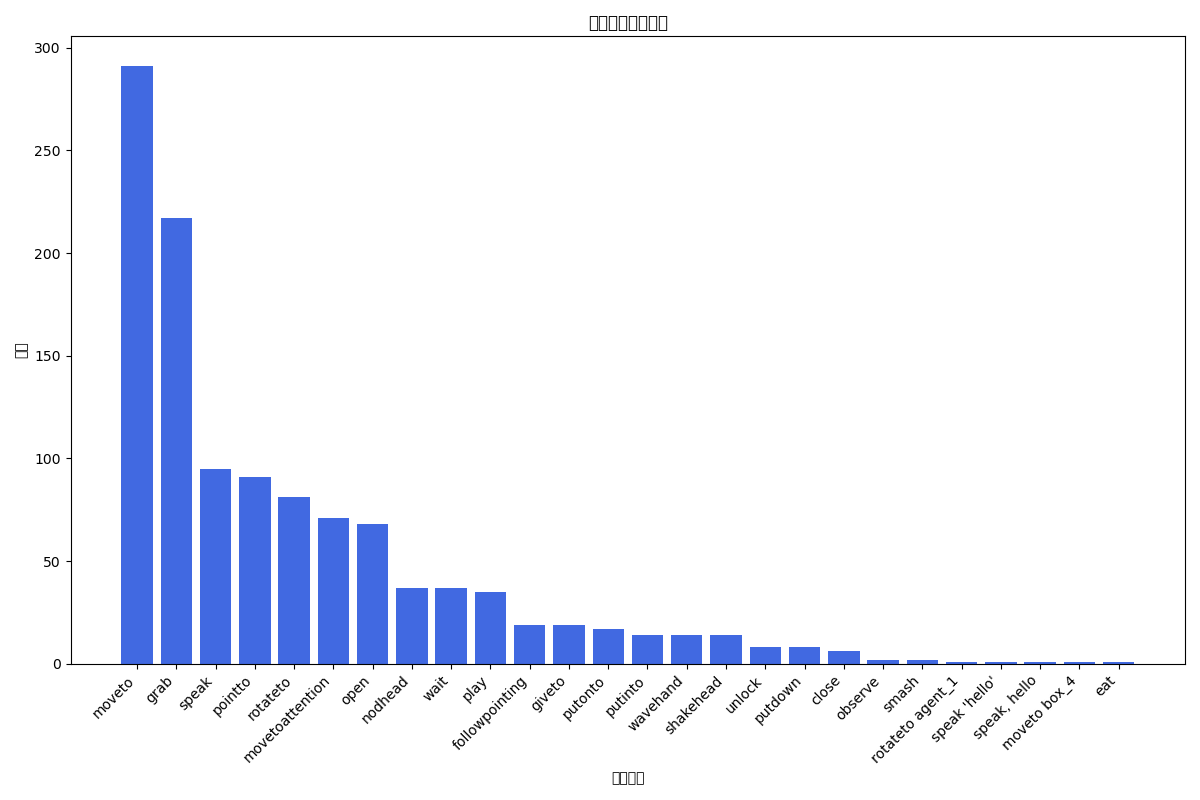 300
250
200
150
100
50
0
moveto
grab
speak
pointto
rotateto
movetoattention
open
nodhead
wait
play
followpointing
giveto
putonto
putinto
wavehand
shakehead
unlock
putdown
close
observe
smash
rotateto agent_1
speak 'hello'
speak, hello
moveto box_4
eat